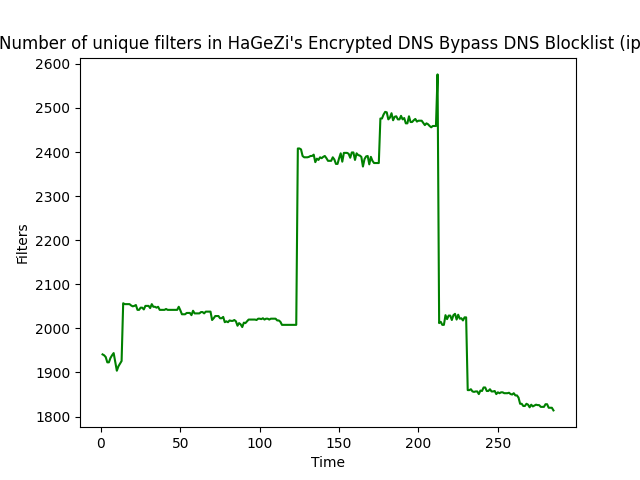 Number of unique filters in HaGeZi's Encrypted DNS Bypass DNS Blocklist (ip
2600
2500
2400
2300
2200
2100
2000
1900
1800
Filters
0 50 100 150 200 250
Time